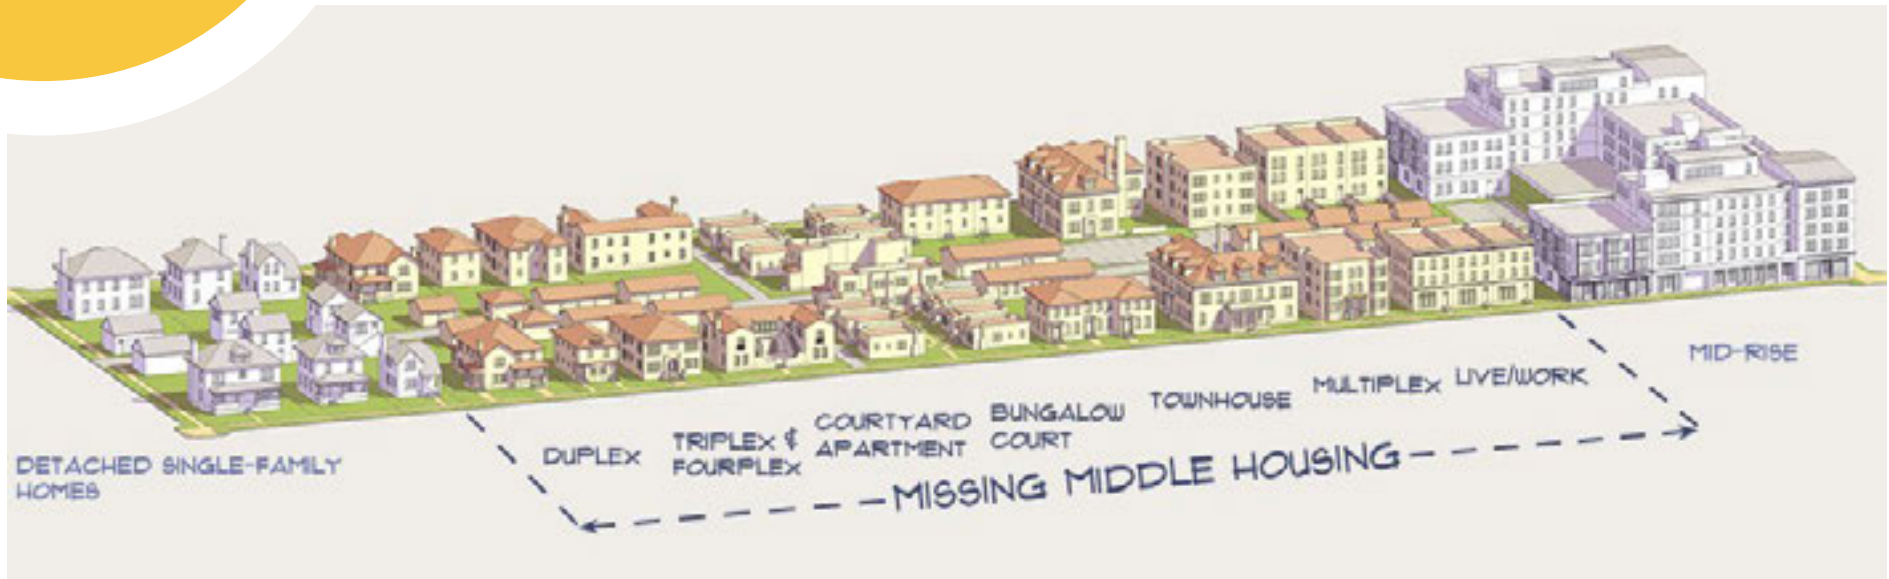 DETACHED SINGLE-FAMILY
HOMES
DUPLEX
TRIPLEX &
FOURPLEX
COURTYARD
APARTMENT
BUNGALOW
COURT
TOWNHOUSE
MULTIPLEX
LIVE/WORK
MID-RISE
MISSING MIDDLE HOUSING